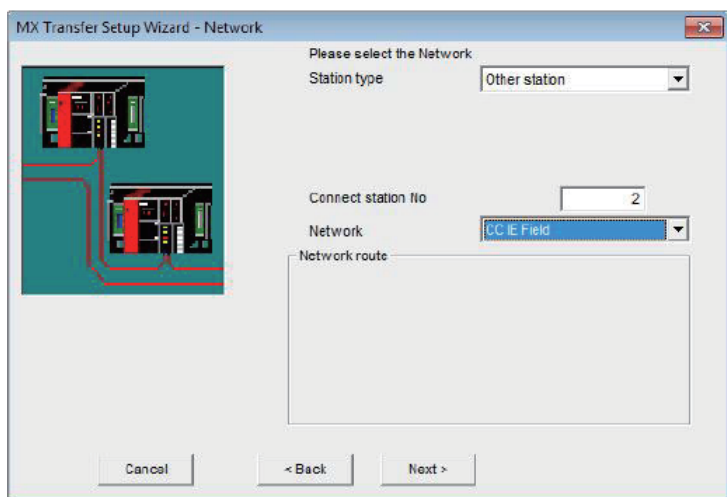 MX Transfer Setup Wizard - Network
Please select the Network
Station type
Other station
Connect station No
2
Network
CC IE Field
Network route
Cancel
< Back
Next >